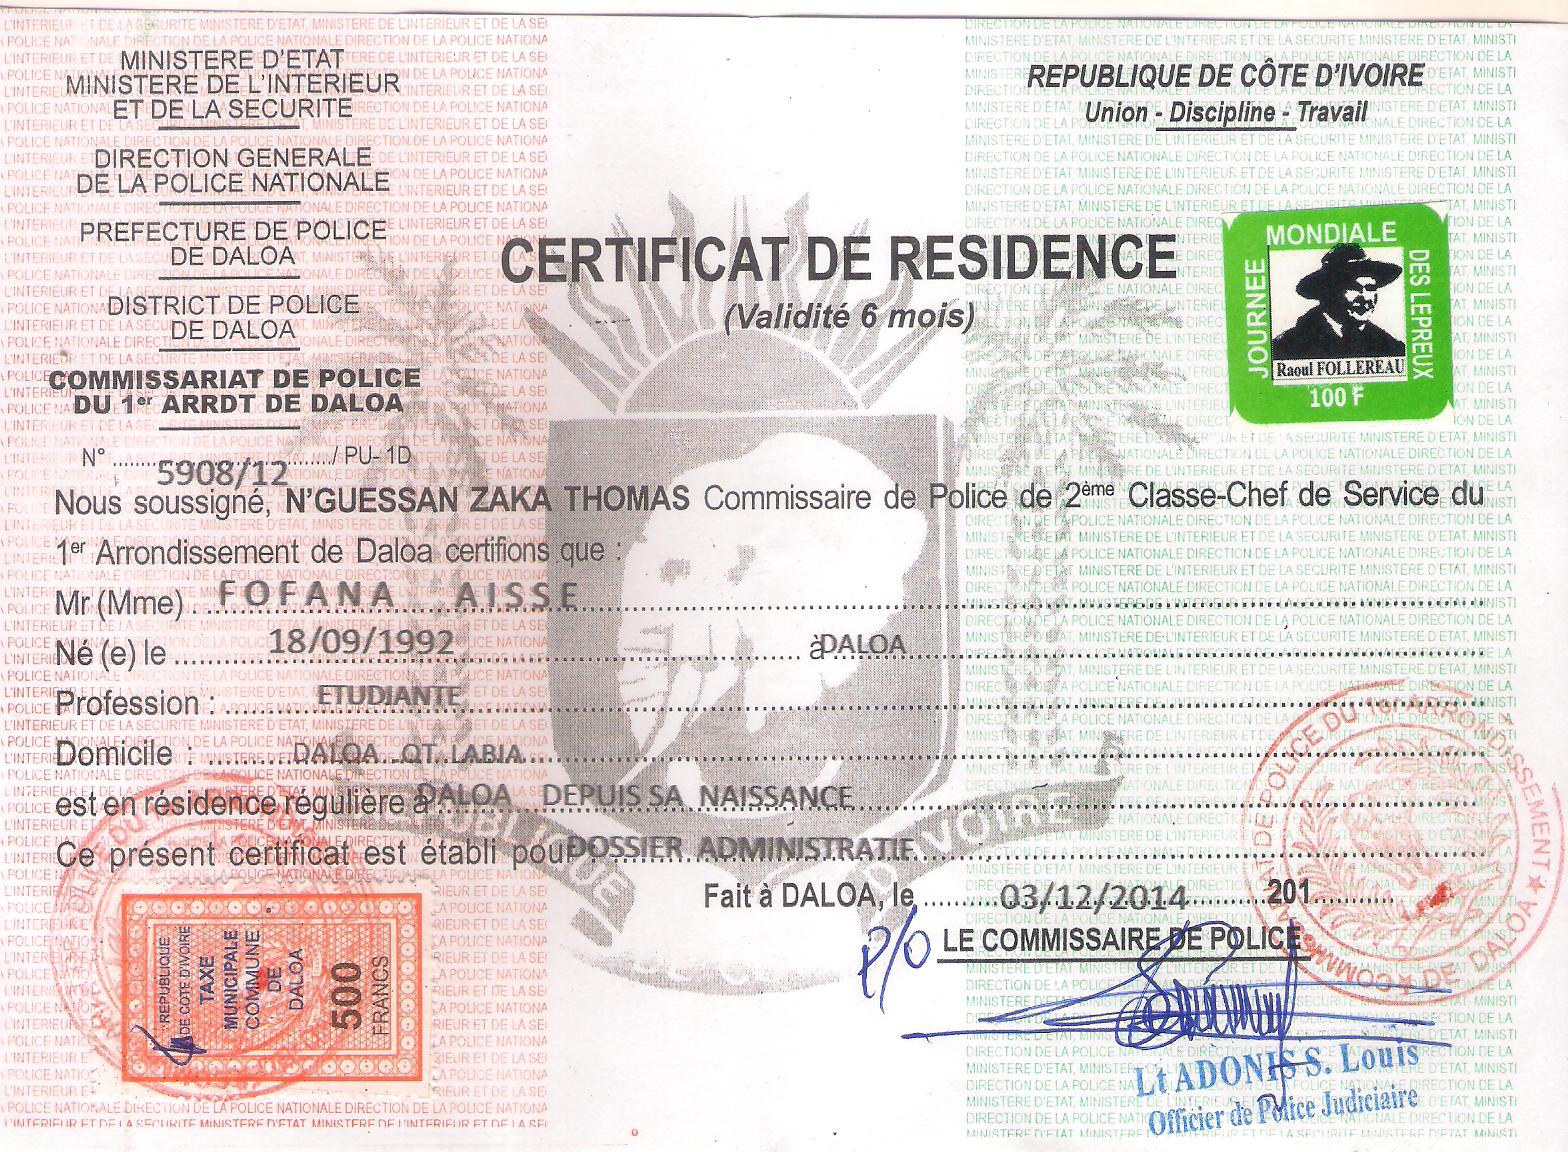 MINISTERE D'ETAT
MINISTERE DE L'INTERIEUR
ET DE LA SECURITE
DIRECTION GENERALE
DE LA POLICE NATIONALE
PREFECTURE DE POLICE
DE DALOA
DISTRICT DE POLICE
DE DALOA
COMMISSARIAT DE POLICE
DU 1er ARRDT DE DALOA
N° ........5908/12........./ PU- 1D
REPUBLIQUE DE CÔTE D'IVOIRE
Union - Discipline - Travail
CERTIFICAT DE RESIDENCE
(Validité 6 mois)
JOURNEE MONDIALE DES LEPREUX
Raoul FOLLEREAU
100 F
Nous soussigné, N'GUESSAN ZAKA THOMAS Commissaire de Police de 2ème Classe-Chef de Service du
1er Arrondissement de Daloa certifions que :
Mr (Mme) FOFANA AISSE
Né (e) le 18/09/1992 à DALOA
Profession : ETUDIANTE
Domicile : DALOA QT. LABIA
est en résidence régulière à DALOA DEPUIS SA NAISSANCE
Ce présent certificat est établi pour DOSSIER ADMINISTRATIF
Fait à DALOA, le 03/12/2014 201
P/O LE COMMISSAIRE DE POLICE
Lt ADONIS S. Louis
Officier de Police Judiciaire
REPUBLIQUE
DE COTE D'IVOIRE
TAXE
MUNICIPALE
COMMUNE
DE
DALOA
500
FRANCS
COMMISSARIAT DE POLICE DU 1er ARRONDISSEMENT ★ DE DALOA